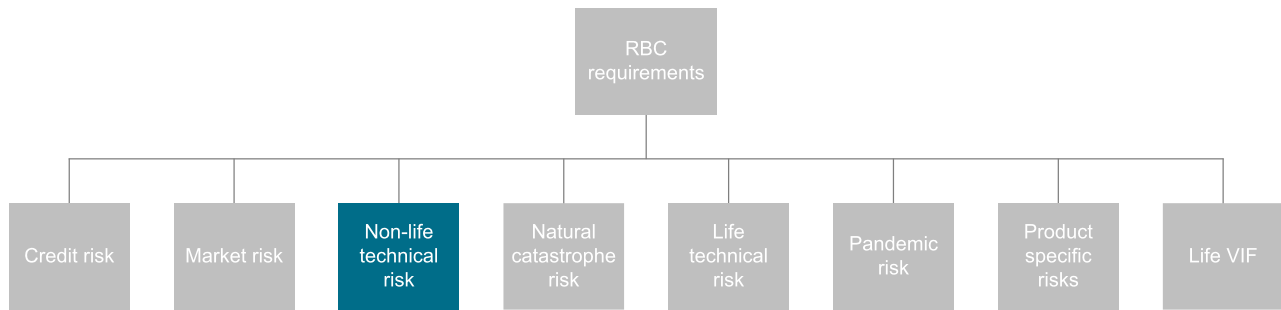 RBC
requirements
Credit risk
Market risk
Non-life
technical
risk
Natural
catastrophe
risk
Life
technical
risk
Pandemic
risk
Product
specific
risks
Life VIF